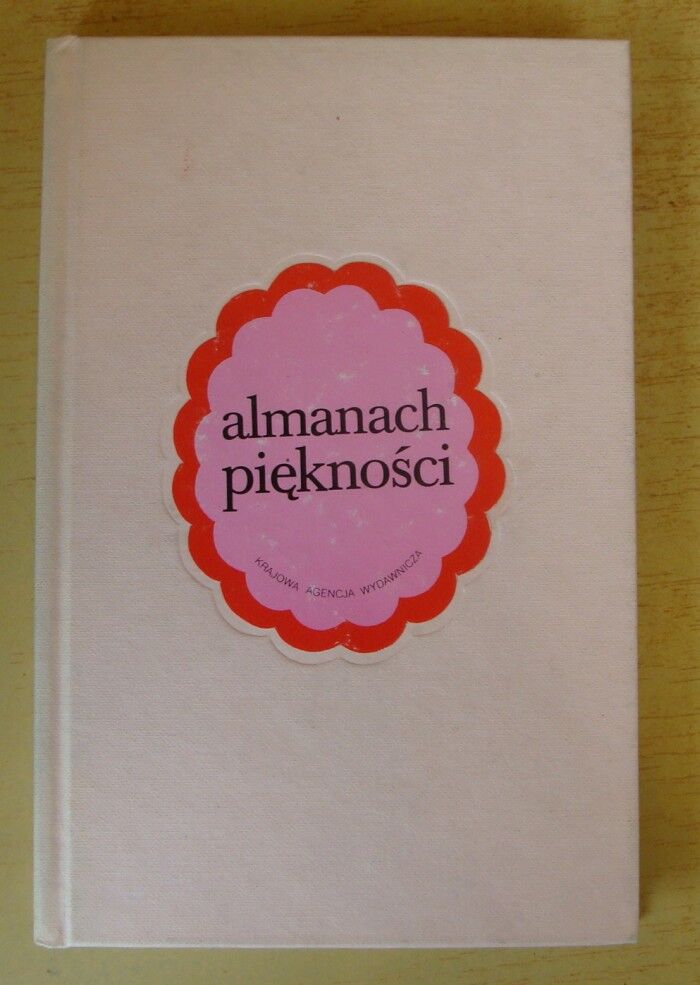 almanach
piękności
KRAJOWA AGENCJA WYDAWNICZA